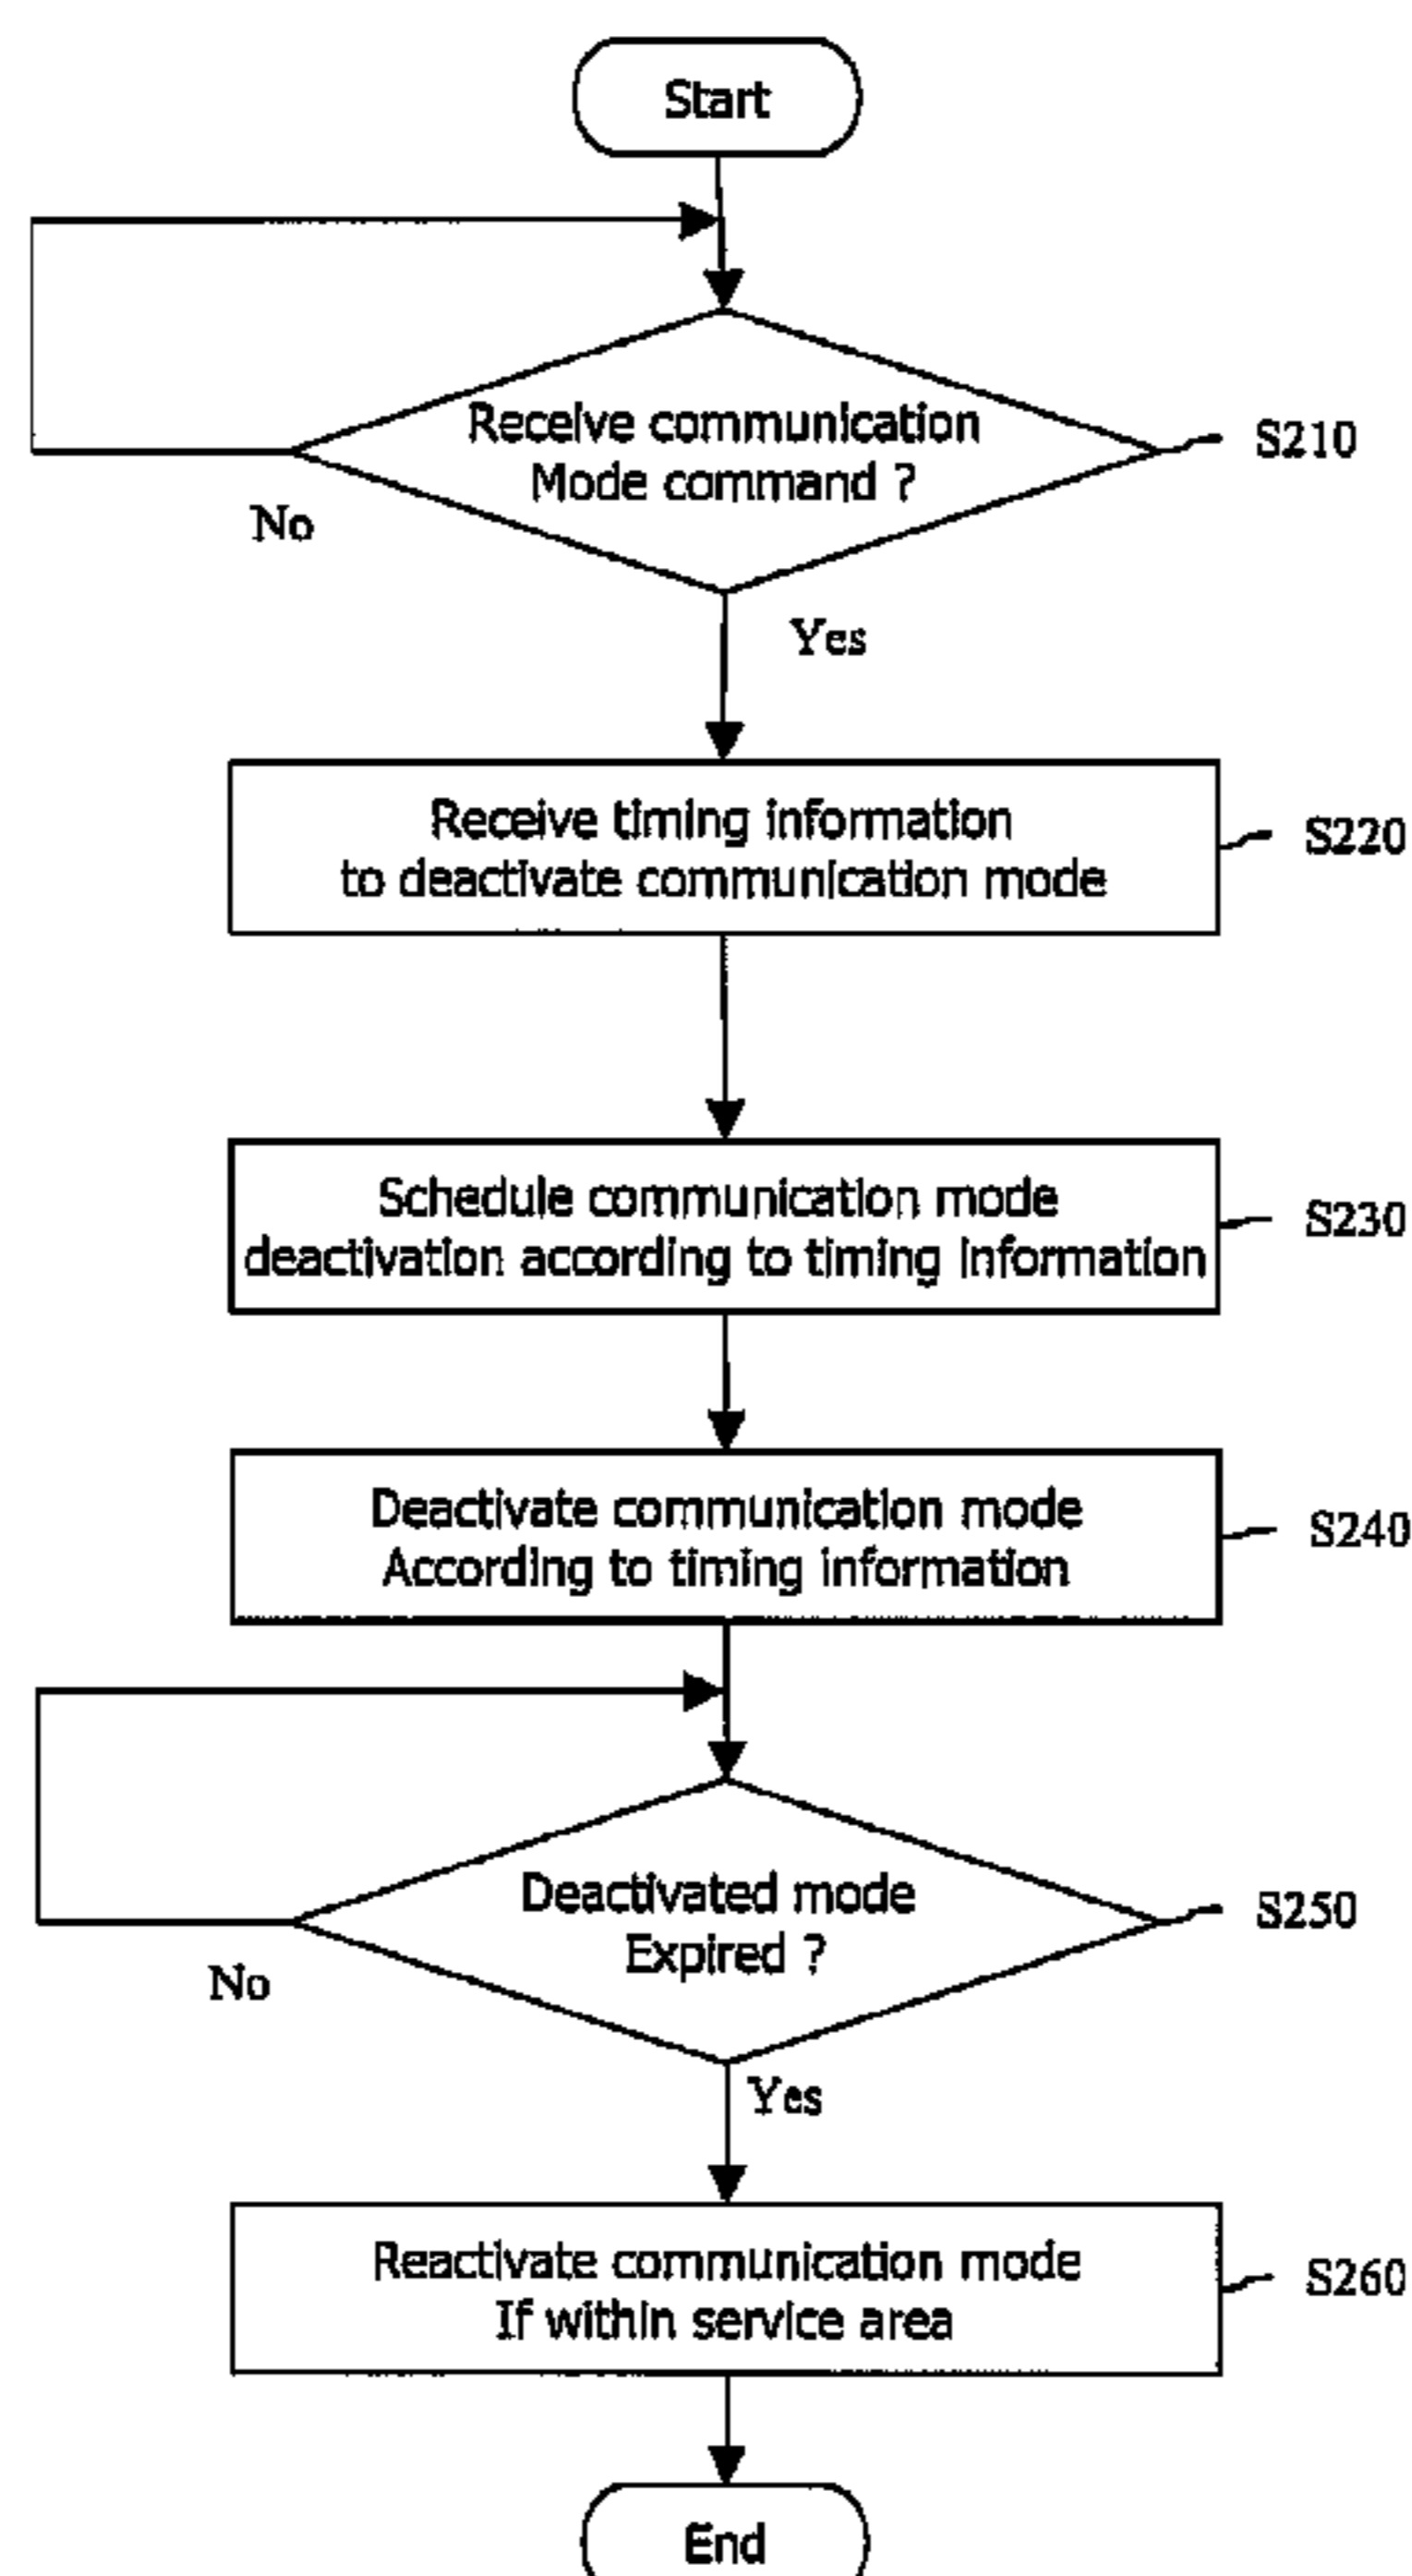 Start
Receive communication
Mode command ?
S210
No
Yes
Receive timing information
to deactivate communication mode
S220
Schedule communication mode
deactivation according to timing information
S230
Deactivate communication mode
According to timing information
S240
Deactivated mode
Expired ?
S250
No
Yes
Reactivate communication mode
If within service area
S260
End